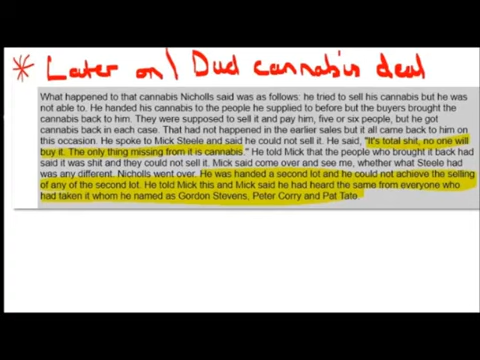 * Later on \ Dud cannabis deal
What happened to that cannabis Nicholls said was as follows: he tried to sell his cannabis but he was
not able to. He handed his cannabis to the people he supplied to before but the buyers brought the
cannabis back to him. They were supposed to sell it and pay him, five or six people, but he got
cannabis back in each case. That had not happened in the earlier sales but it all came back to him on
this occasion. He spoke to Mick Steele and said he could not sell it. He said, "It's total shit, no one will
buy it. The only thing missing from it is cannabis." He told Mick that the people who brought it back had
said it was shit and they could not sell it. Mick said come over and see me, whether what Steele had
was any different. Nicholls went over. He was handed a second lot and he could not achieve the selling
of any of the second lot. He told Mick this and Mick said he had heard the same from everyone who
had taken it whom he named as Gordon Stevens, Peter Corry and Pat Tate.